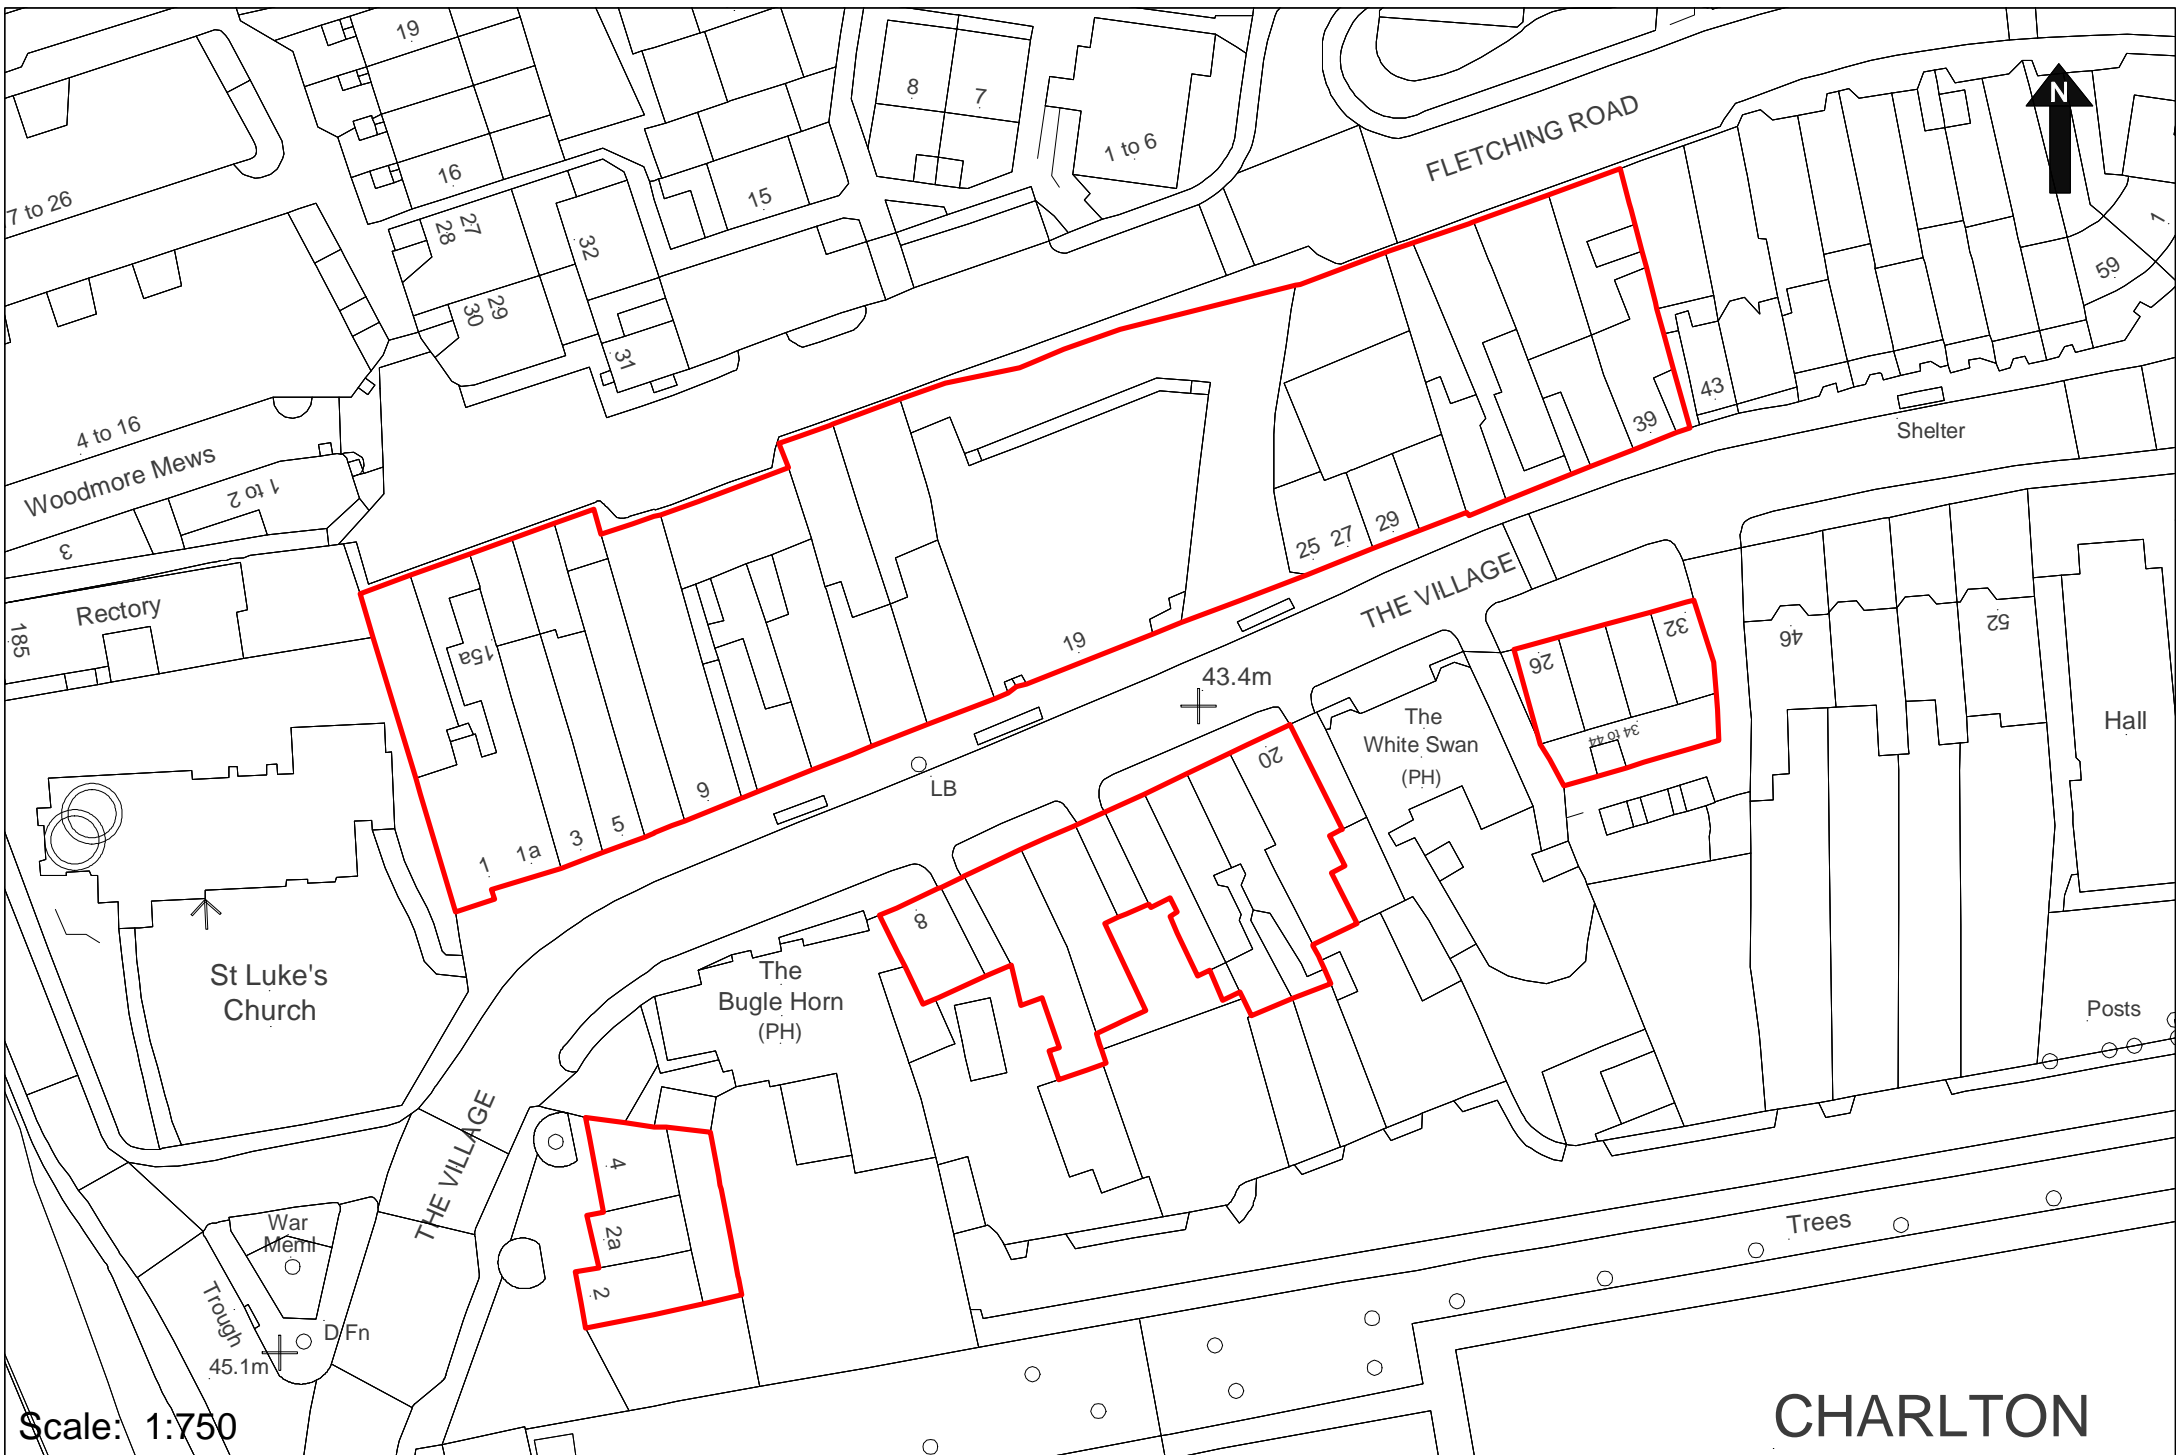 19
8
7
1 to 6
FLETCHING ROAD
N
16
15
7 to 26
27
28
32
1
59
29
30
31
43
39
Shelter
4 to 16
Woodmore Mews
1 to 2
3
25
27
29
THE VILLAGE
Rectory
185
15a
19
43.4m
26
32
34 to 44
46
52
The
White Swan
(PH)
Hall
20
LB
9
5
3
1a
1
8
St Luke's
Church
The
Bugle Horn
(PH)
Posts
THE VILLAGE
4
2a
2
War
Meml
Trough
D Fn
45.1m
Trees
Scale: 1:750
CHARLTON